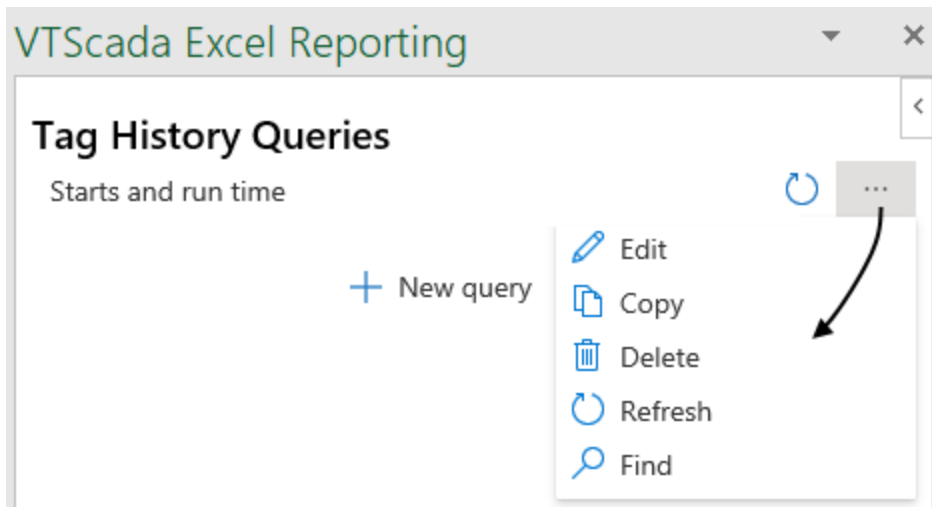 VTScada Excel Reporting
Tag History Queries
Starts and run time
...
New query
Edit
Copy
Delete
Refresh
Find